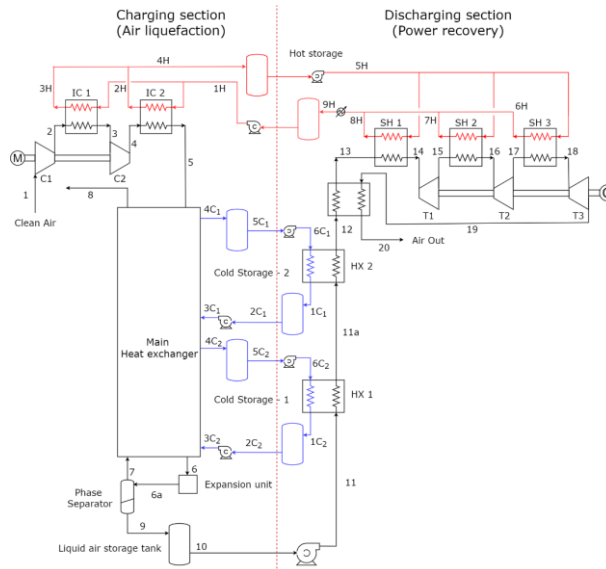 Charging section
(Air liquefaction)
Discharging section
(Power recovery)
4H
Hot storage
5H
3H
IC 1
2H
IC 2
1H
9H
8H
SH 1
7H
SH 2
6H
SH 3
2
3
4
M
C1
C2
5
1
8
Clean Air
13
14
15
16
17
18
T1
T2
T3
12
19
20
Air Out
4C1
5C1
6C1
Cold Storage - 2
HX 2
3C1
2C1
1C1
C
11a
Main
Heat exchanger
4C2
5C2
6C2
Cold Storage - 1
HX 1
3C2
2C2
1C2
C
7
6
Phase
Separator
6a
Expansion unit
11
9
Liquid air storage tank
10